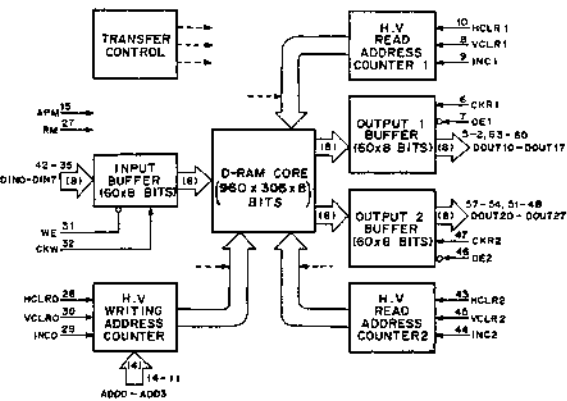 TRANSFER
CONTROL
H.V
READ
ADDRESS
COUNTER 1
10 HCLR1
8 VCLR1
9 INC1
APM 15
RM 27
6 CKR1
7 OE1
OUTPUT 1
BUFFER
(60x8 BITS)
5-2, 63-60
(8) DOUT10-DOUT17
42-35
DIN0-DIN7 (8)
INPUT
BUFFER
(60x8 BITS)
(8)
D-RAM CORE
(960 x 306 x 8)
BITS
(8)
(8)
OUTPUT 2
BUFFER
(60x8 BITS)
57-54, 51-48
(8) DOUT20-DOUT27
47 CKR2
46 OE2
WE 31
CKW 32
HCLR0 28
VCLR0 30
INC0 29
H.V
WRITING
ADDRESS
COUNTER
H.V
READ
ADDRESS
COUNTER2
43 HCLR2
45 VCLR2
44 INC2
(4) 14-11
ADD0-ADD3